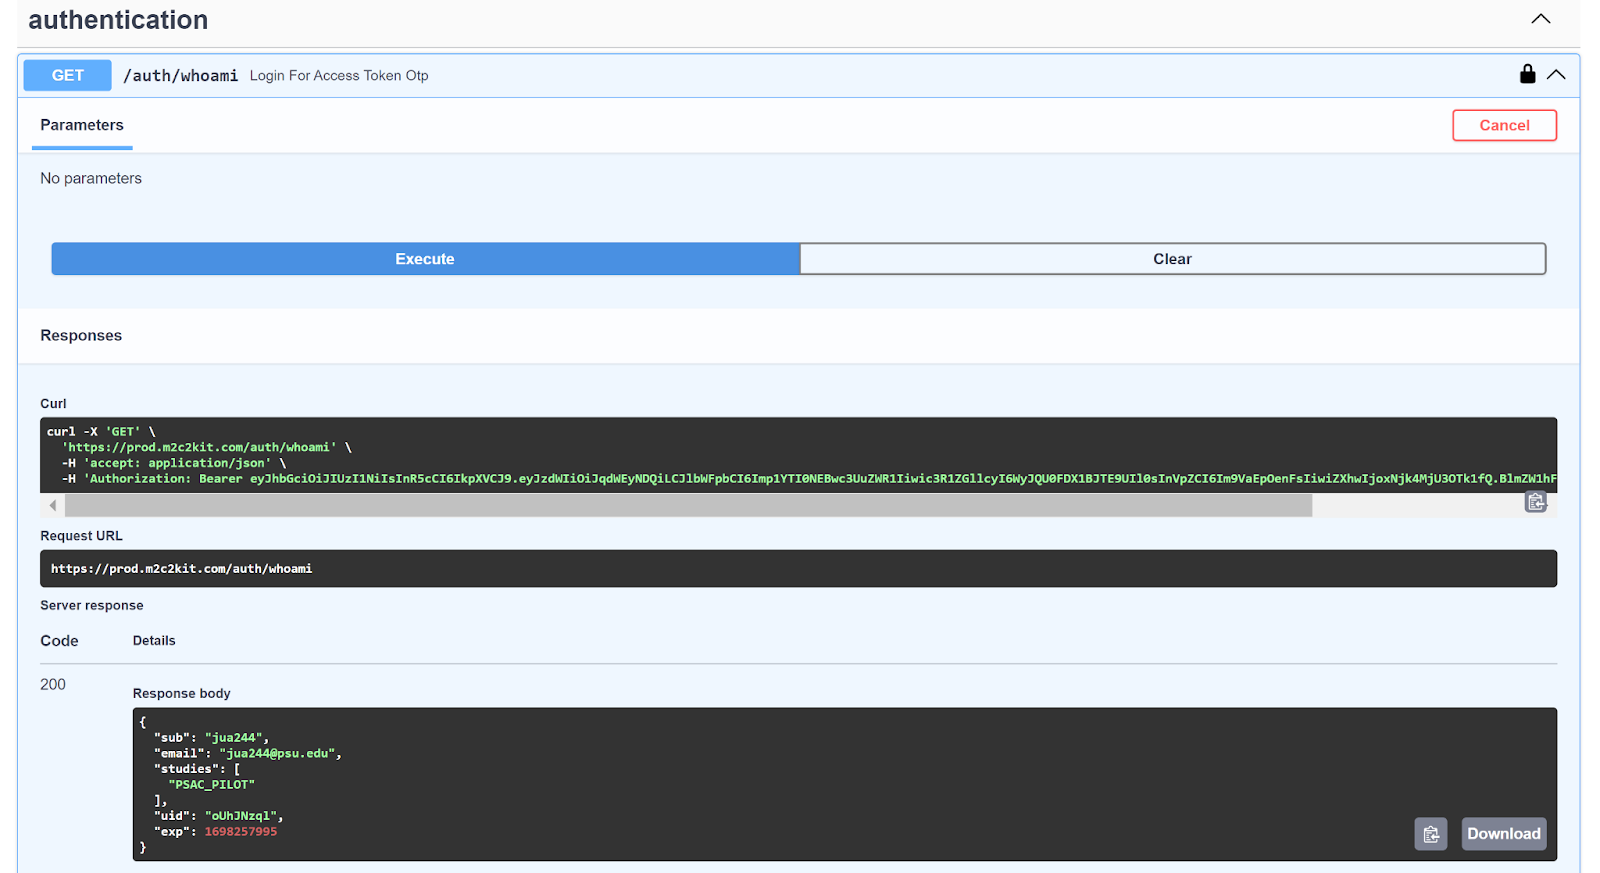 authentication
GET /auth/whoami Login For Access Token Otp
Parameters
Cancel
No parameters
Execute
Clear
Responses
Curl
curl -X 'GET' \
'https://prod.m2c2kit.com/auth/whoami' \
-H 'accept: application/json' \
-H 'Authorization: Bearer
Request URL
https://prod.m2c2kit.com/auth/whoami
Server response
Code Details
200
Response body
{
"sub": "jua244",
"email": "jua244@psu.edu",
"studies": [
"PSAC_PILOT"
],
"uid": "oUhJNzql",
"exp": 1698257995
}
Download